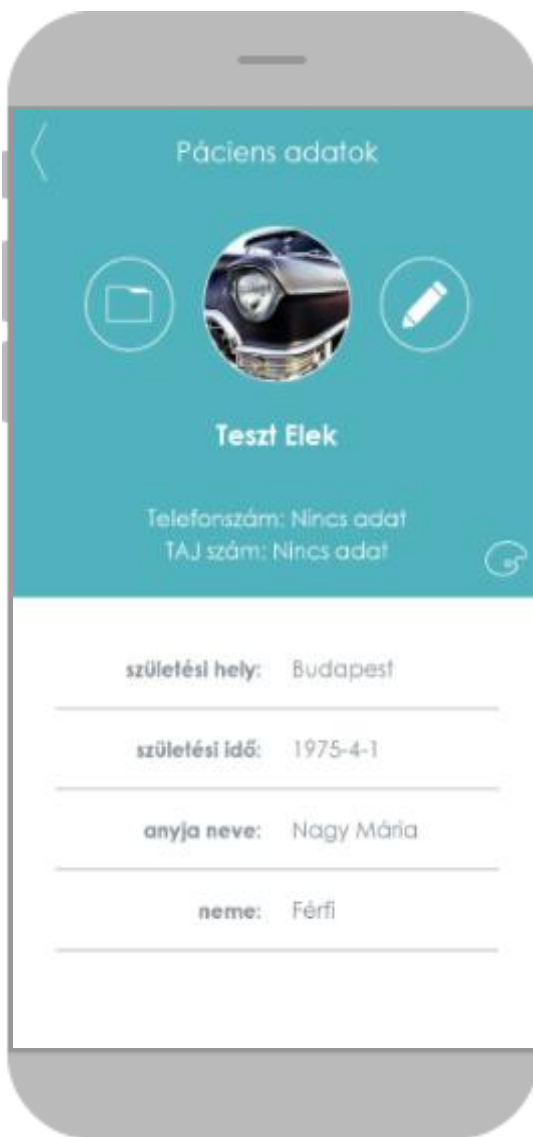 Páciens adatok
Teszt Elek
Telefonszám: Nincs adat
TAJ szám: Nincs adat
születési hely: Budapest
születési idő: 1975-4-1
anyja neve: Nagy Mária
neme: Férfi